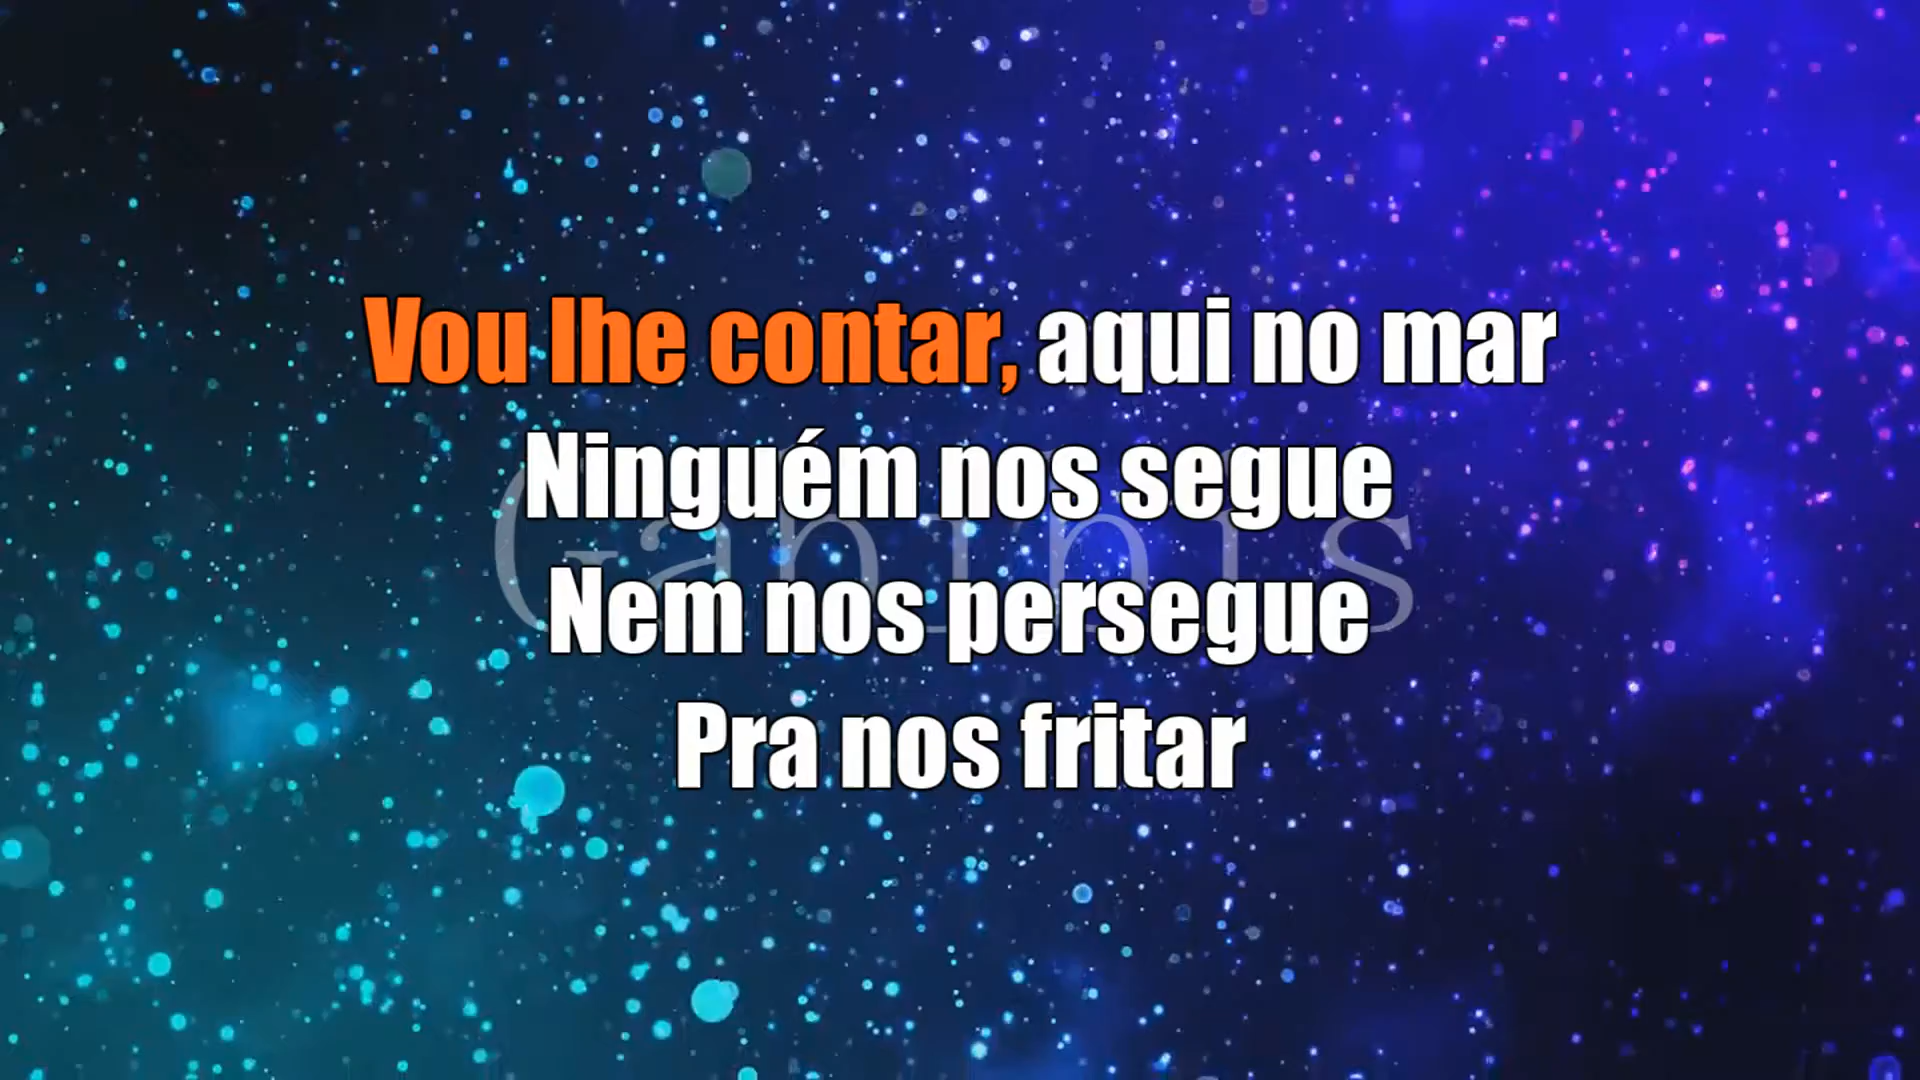 Vou lhe contar, aqui no mar
Ninguém nos segue
Nem nos persegue
Pra nos fritar